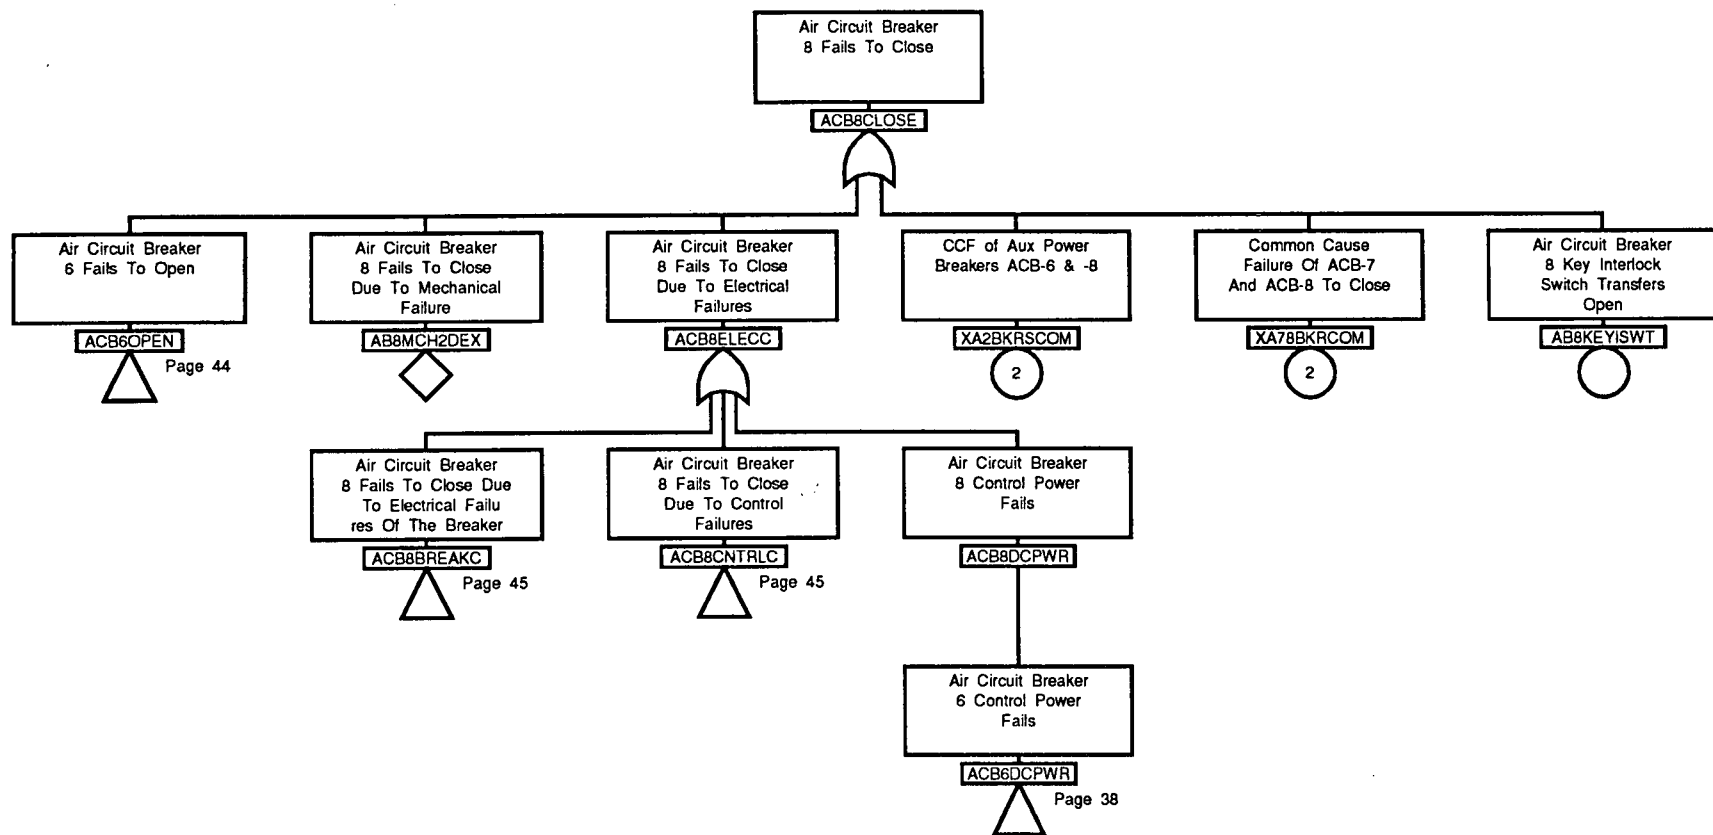 Air Circuit Breaker
8 Fails To Close
ACB8CLOSE
Air Circuit Breaker
6 Fails To Open
ACB6OPEN
Page 44
Air Circuit Breaker
8 Fails To Close
Due To Mechanical
Failure
AB8MCH2DEX
Air Circuit Breaker
8 Fails To Close
Due To Electrical
Failures
ACB8ELECC
CCF of Aux Power
Breakers ACB-6 & -8
XA2BKRSCOM
2
Common Cause
Failure Of ACB-7
And ACB-8 To Close
XA78BKRCOM
2
Air Circuit Breaker
8 Key Interlock
Switch Transfers
Open
AB8KEYISWT
Air Circuit Breaker
8 Fails To Close Due
To Electrical Failu
res Of The Breaker
ACB8BREAKC
Page 45
Air Circuit Breaker
8 Fails To Close
Due To Control
Failures
ACB8CNTRLC
Page 45
Air Circuit Breaker
8 Control Power
Fails
ACB8DCPWR
Air Circuit Breaker
6 Control Power
Fails
ACB6DCPWR
Page 38